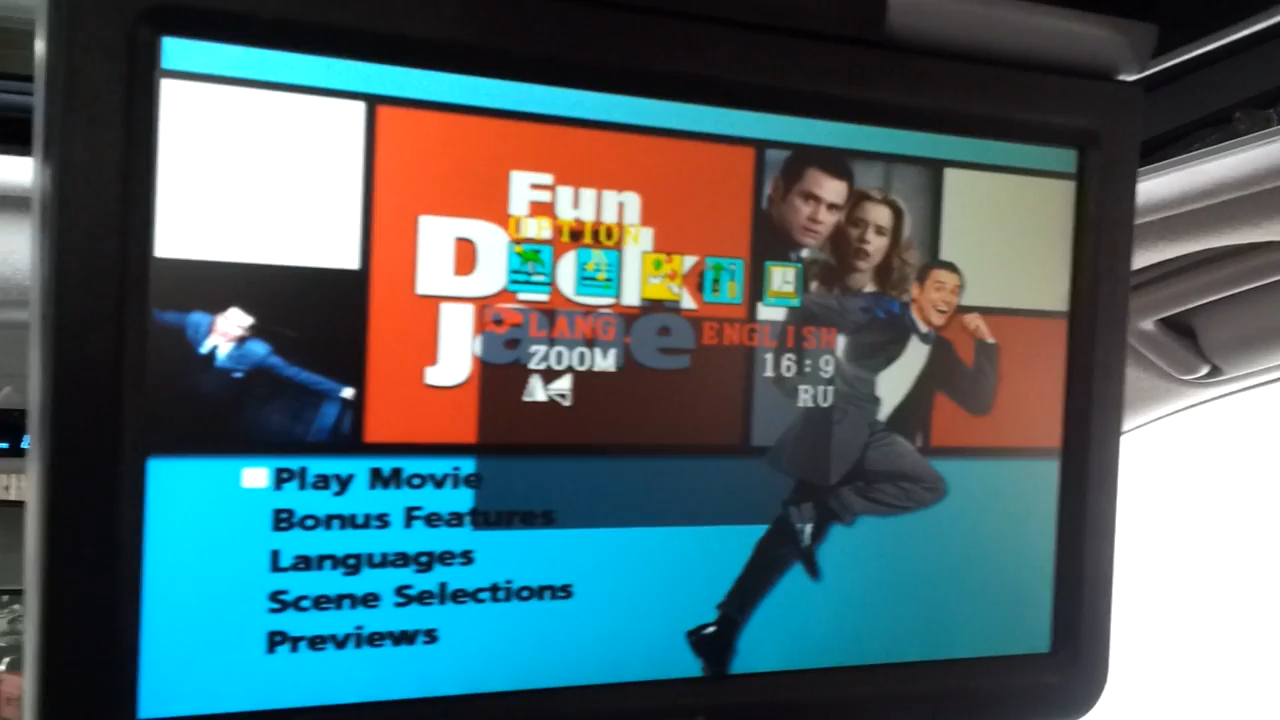 Fun
OPTION
Dick
Jane
LANG. ENGLISH
ZOOM 16:9
RU
Play Movie
Bonus Features
Languages
Scene Selections
Previews